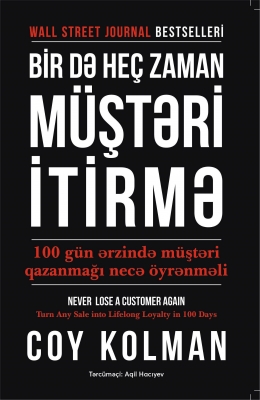 WALL STREET JOURNAL BESTSELLERİ
BİR DƏ HEÇ ZAMAN
MÜŞTƏRİ
İTİRMƏ
100 gün ərzində müştəri
qazanmağı necə öyrənməli
NEVER LOSE A CUSTOMER AGAIN
Turn Any Sale into Lifelong Loyalty in 100 Days
COY KOLMAN
Tərcüməçi: Aqil Hacıyev